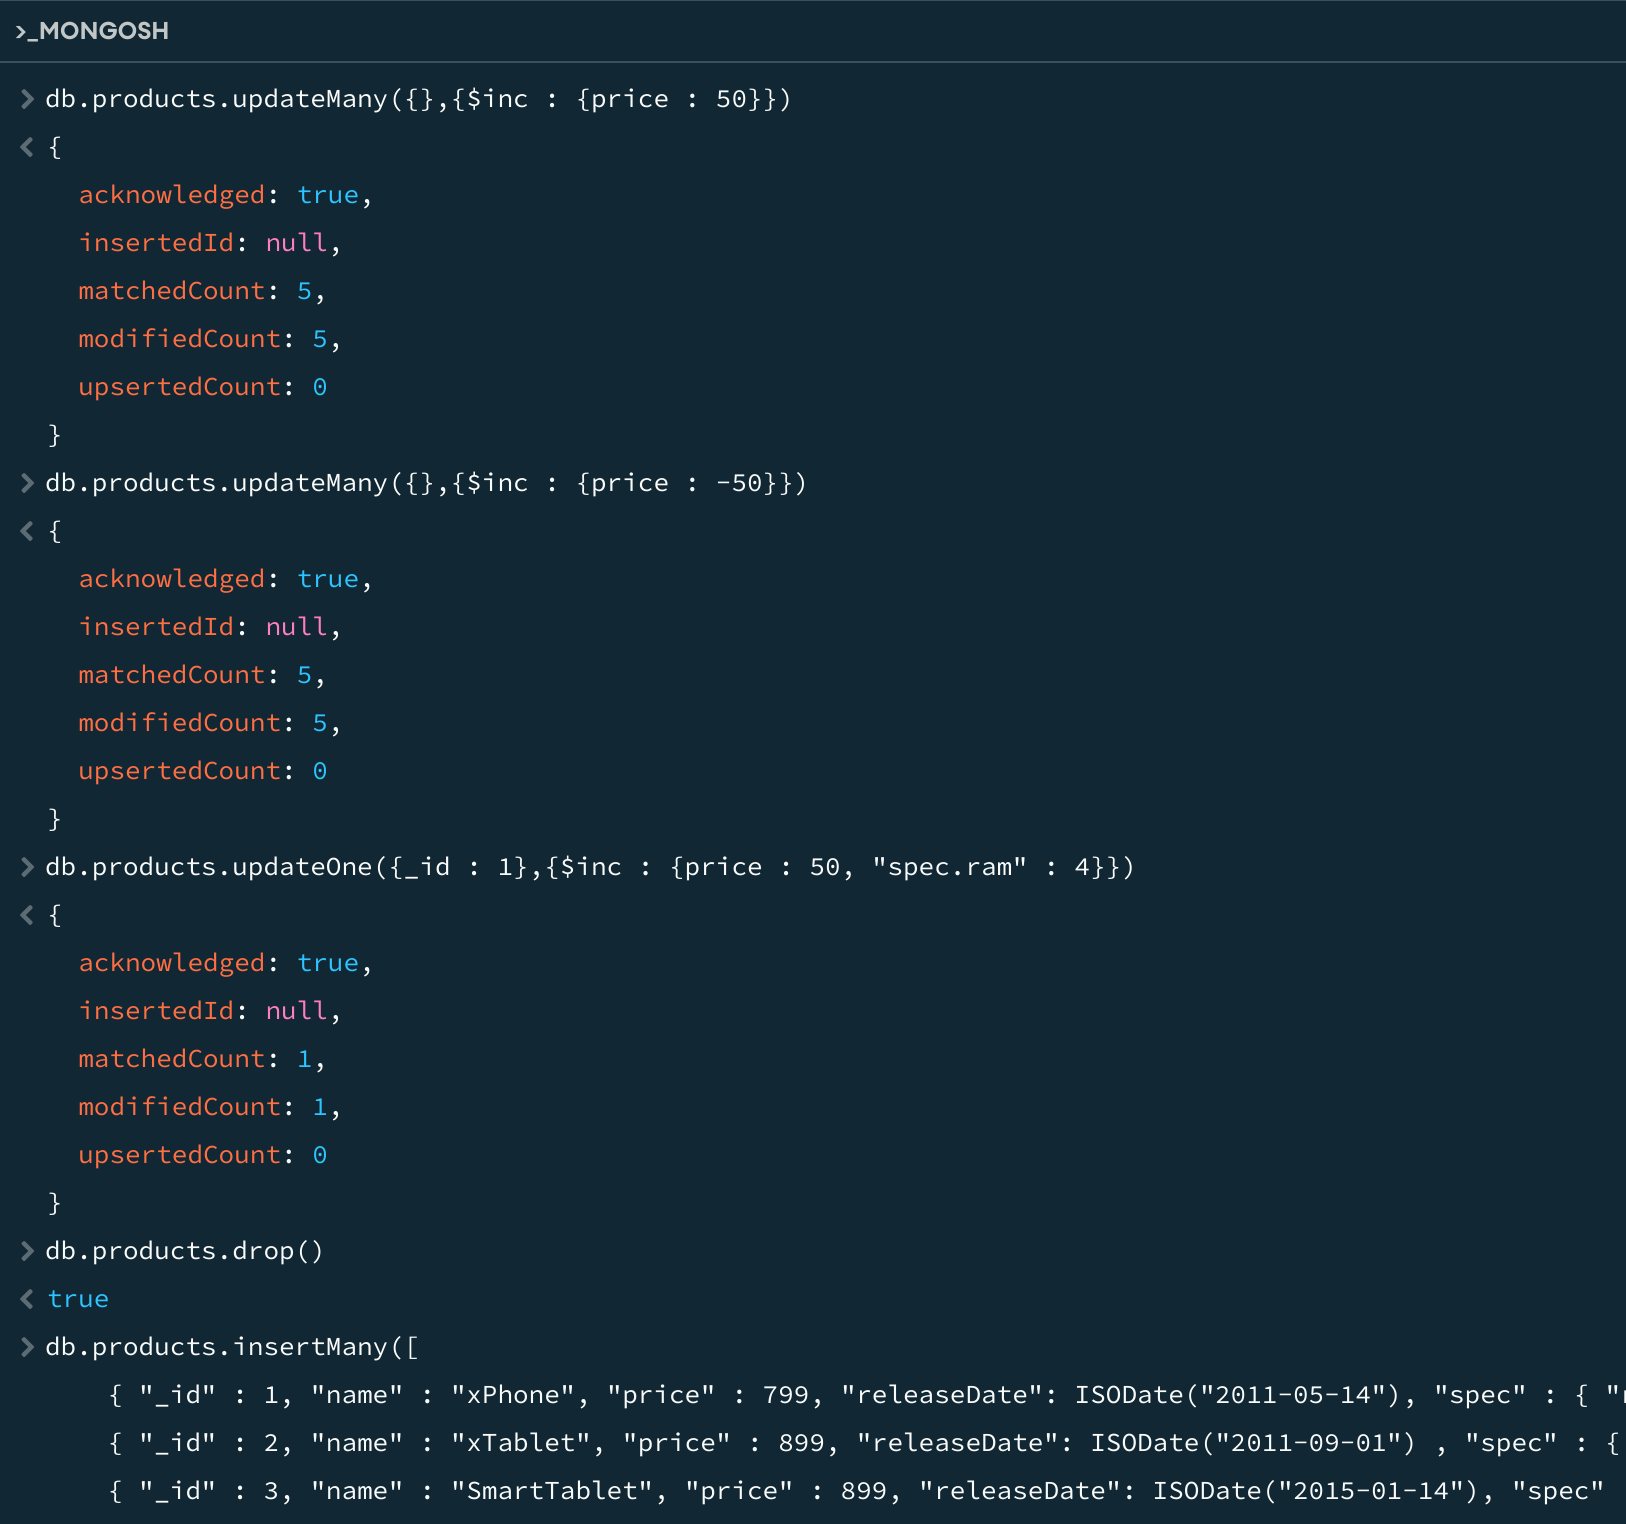 >_MONGOSH
> db.products.updateMany({},{$inc : {price : 50}})
< {
acknowledged: true,
insertedId: null,
matchedCount: 5,
modifiedCount: 5,
upsertedCount: 0
}
> db.products.updateMany({},{$inc : {price : -50}})
< {
acknowledged: true,
insertedId: null,
matchedCount: 5,
modifiedCount: 5,
upsertedCount: 0
}
> db.products.updateOne({_id : 1},{$inc : {price : 50, "spec.ram" : 4}})
< {
acknowledged: true,
insertedId: null,
matchedCount: 1,
modifiedCount: 1,
upsertedCount: 0
}
> db.products.drop()
< true
> db.products.insertMany([
{ "_id" : 1, "name" : "xPhone", "price" : 799, "releaseDate": ISODate("2011-05-14"), "spec" : { "
{ "_id" : 2, "name" : "xTablet", "price" : 899, "releaseDate": ISODate("2011-09-01") , "spec" : {
{ "_id" : 3, "name" : "SmartTablet", "price" : 899, "releaseDate": ISODate("2015-01-14"), "spec"